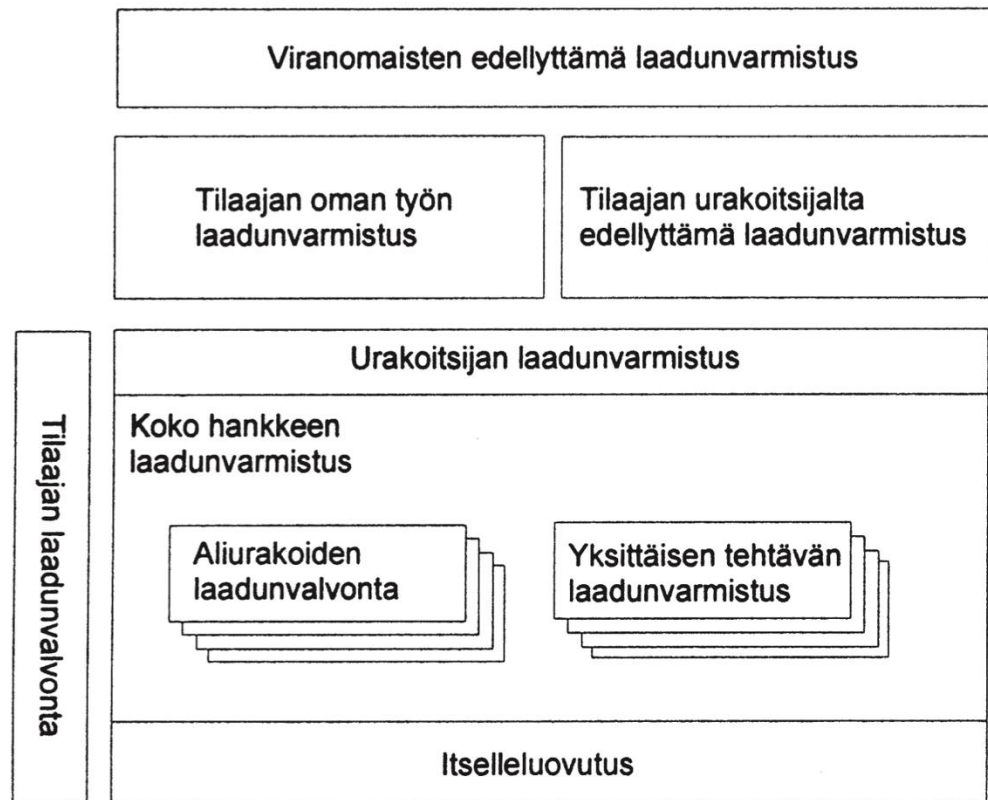 Viranomaisten edellyttämä laadunvarmistus
Tilaajan oman työn
laadunvarmistus
Tilaajan urakoitsijalta
edellyttämä laadunvarmistus
Tilaajan laadunvalvonta
Urakoitsijan laadunvarmistus
Koko hankkeen
laadunvarmistus
Aliurakoiden
laadunvalvonta
Yksittäisen tehtävän
laadunvarmistus
Itselleluovutus